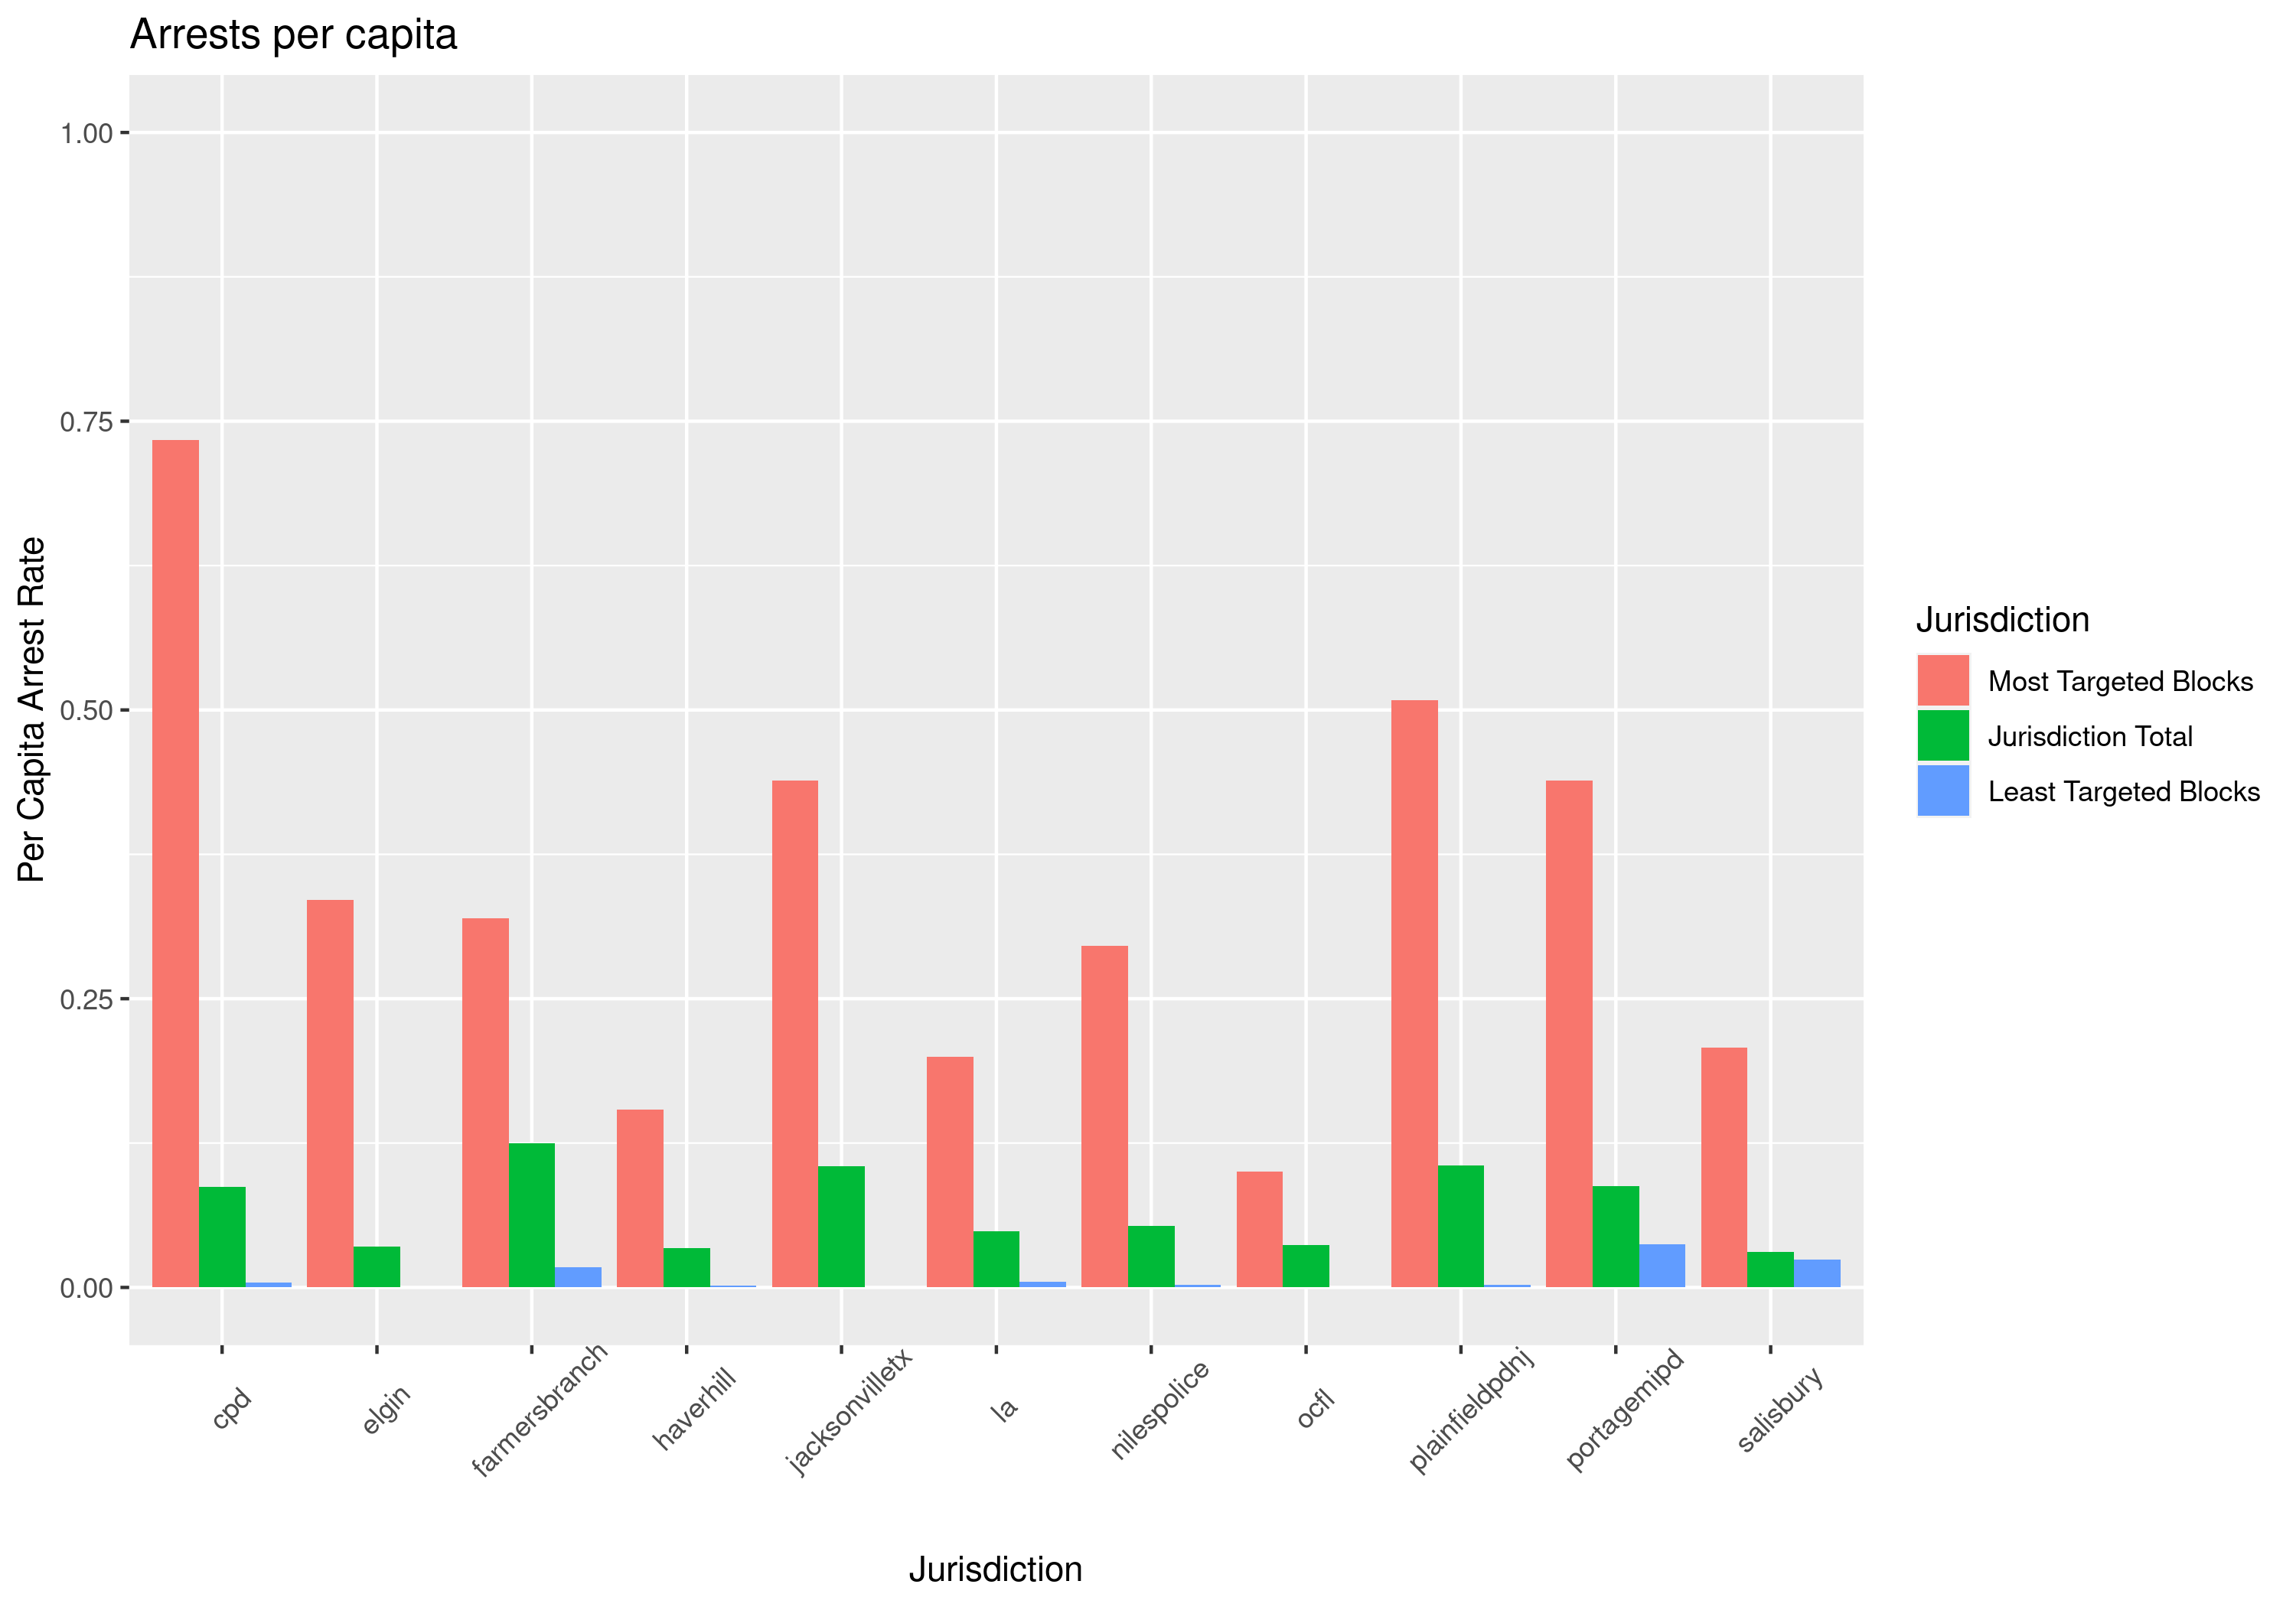 Arrests per capita
Per Capita Arrest Rate
1.00
0.75
0.50
0.25
0.00
cpd
elgin
farmersbranch
haverhill
jacksonvilletx
la
nilespolice
ocfl
plainfieldpdnj
portagemipd
salisbury
Jurisdiction
Jurisdiction
Most Targeted Blocks
Jurisdiction Total
Least Targeted Blocks